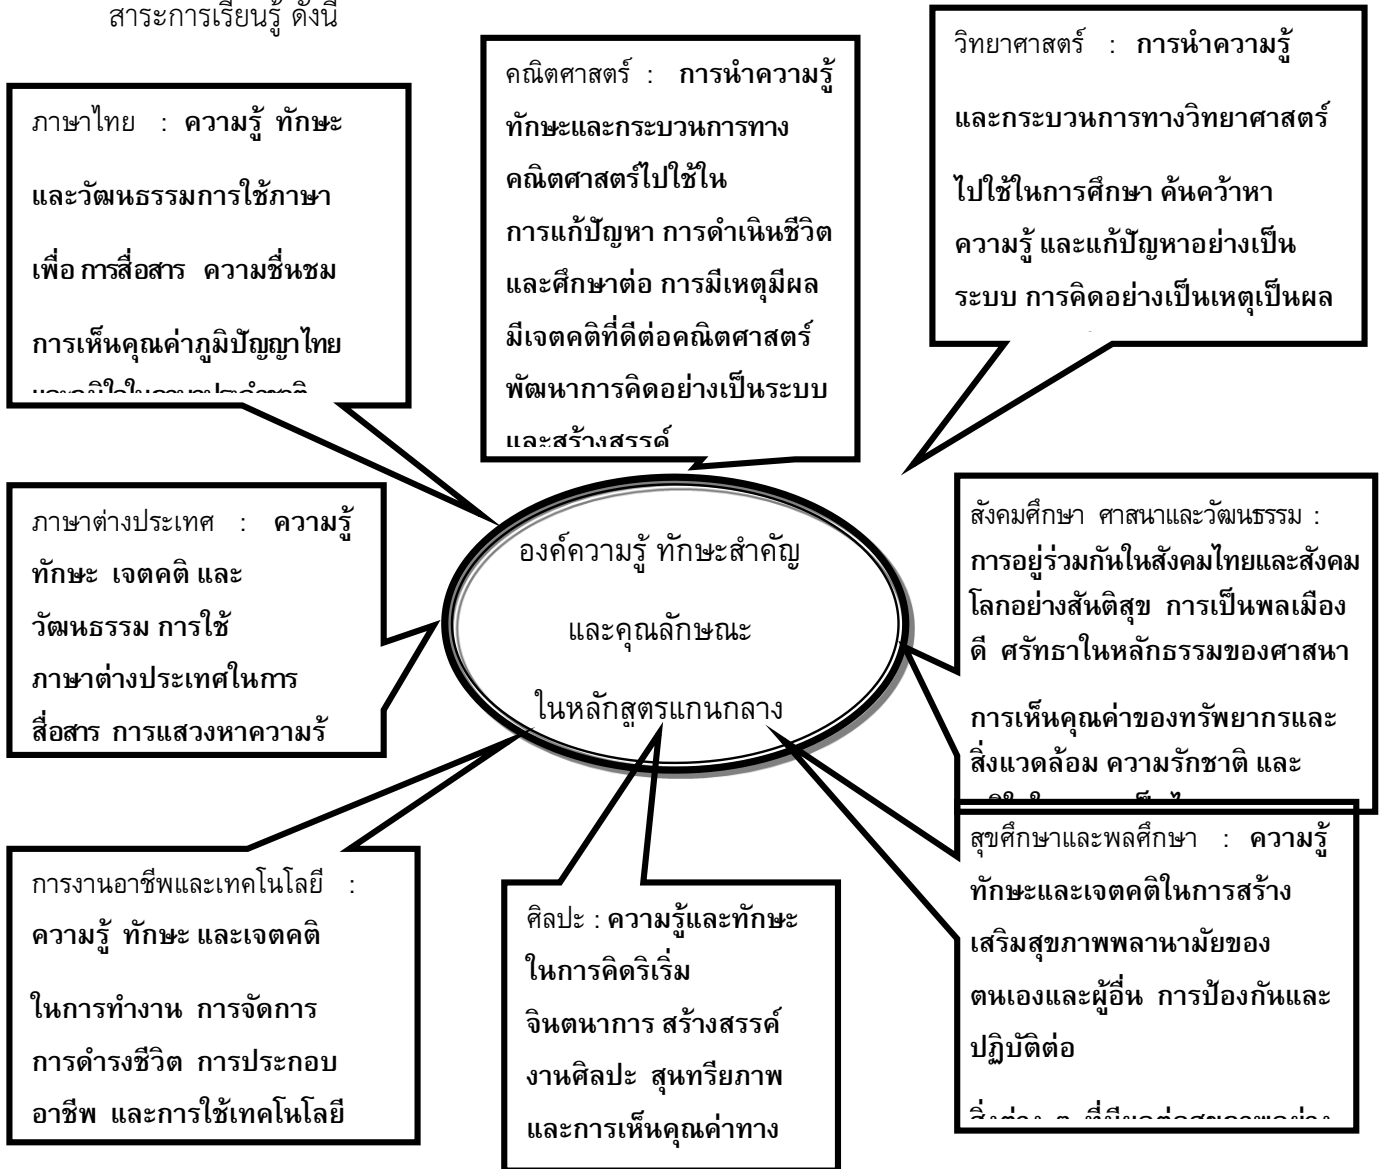 สาระการเรียนรู้ ดังนี้
ภาษาไทย : ความรู้ ทักษะ
และวัฒนธรรมการใช้ภาษา
เพื่อ การสื่อสาร ความชื่นชม
การเห็นคุณค่าภูมิปัญญาไทย
และภูมิใจในภาษาประจำชาติ
คณิตศาสตร์ : การนำความรู้
ทักษะและกระบวนการทาง
คณิตศาสตร์ไปใช้ใน
การแก้ปัญหา การดำเนินชีวิต
และศึกษาต่อ การมีเหตุมีผล
มีเจตคติที่ดีต่อคณิตศาสตร์
พัฒนาการคิดอย่างเป็นระบบ
และสร้างสรรค์
วิทยาศาสตร์ : การนำความรู้
และกระบวนการทางวิทยาศาสตร์
ไปใช้ในการศึกษา ค้นคว้าหา
ความรู้ และแก้ปัญหาอย่างเป็น
ระบบ การคิดอย่างเป็นเหตุเป็นผล
ภาษาต่างประเทศ : ความรู้
ทักษะ เจตคติ และ
วัฒนธรรม การใช้
ภาษาต่างประเทศในการ
สื่อสาร การแสวงหาความรู้
องค์ความรู้ ทักษะสำคัญ
และคุณลักษณะ
ในหลักสูตรแกนกลาง
สังคมศึกษา ศาสนาและวัฒนธรรม :
การอยู่ร่วมกันในสังคมไทยและสังคม
โลกอย่างสันติสุข การเป็นพลเมือง
ดี ศรัทธาในหลักธรรมของศาสนา
การเห็นคุณค่าของทรัพยากรและ
สิ่งแวดล้อม ความรักชาติ และ
การงานอาชีพและเทคโนโลยี :
ความรู้ ทักษะ และเจตคติ
ในการทำงาน การจัดการ
การดำรงชีวิต การประกอบ
อาชีพ และการใช้เทคโนโลยี
ศิลปะ : ความรู้และทักษะ
ในการคิดริเริ่ม
จินตนาการ สร้างสรรค์
งานศิลปะ สุนทรียภาพ
และการเห็นคุณค่าทาง
สุขศึกษาและพลศึกษา : ความรู้
ทักษะและเจตคติในการสร้าง
เสริมสุขภาพพลานามัยของ
ตนเองและผู้อื่น การป้องกันและ
ปฏิบัติต่อ
สิ่งต่าง ๆ ที่มีผลต่อสุขภาพอย่าง